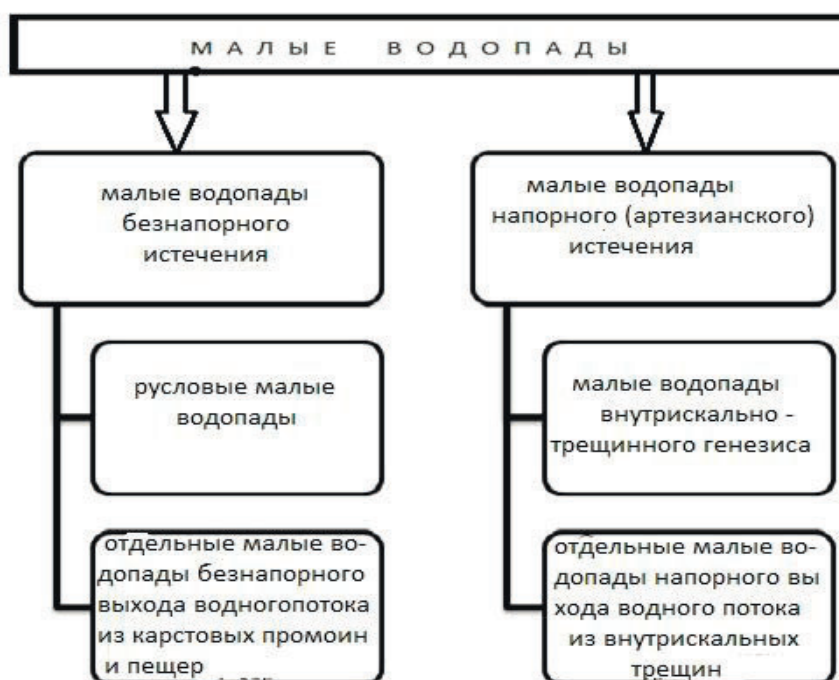 МАЛЫЕ ВОДОПАДЫ
малые водопады
безнапорного
истечения
русловые малые
водопады
отдельные малые во-
допады безнапорного
выхода водногопотока
из карстовых промоин
и пещер
малые водопады
напорного (артезианского)
истечения
малые водопады
внутрискально -
трещинного генезиса
отдельные малые во-
допады напорного вы
хода водного потока
из внутрискальных
трещин